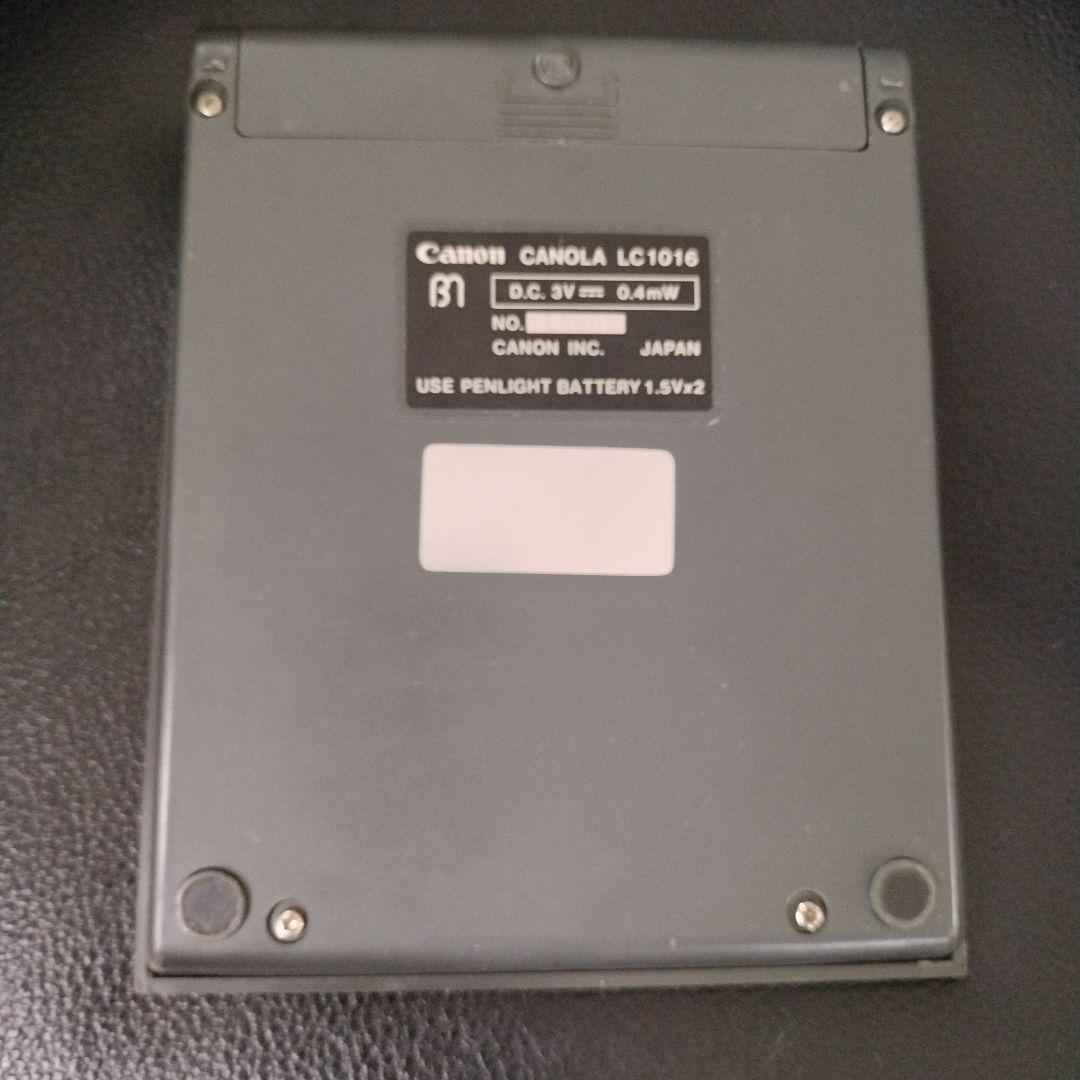 Canon CANOLA LC1016
D.C. 3V⎓ 0.4mW
NO.
CANON INC. JAPAN
USE PENLIGHT BATTERY 1.5V×2